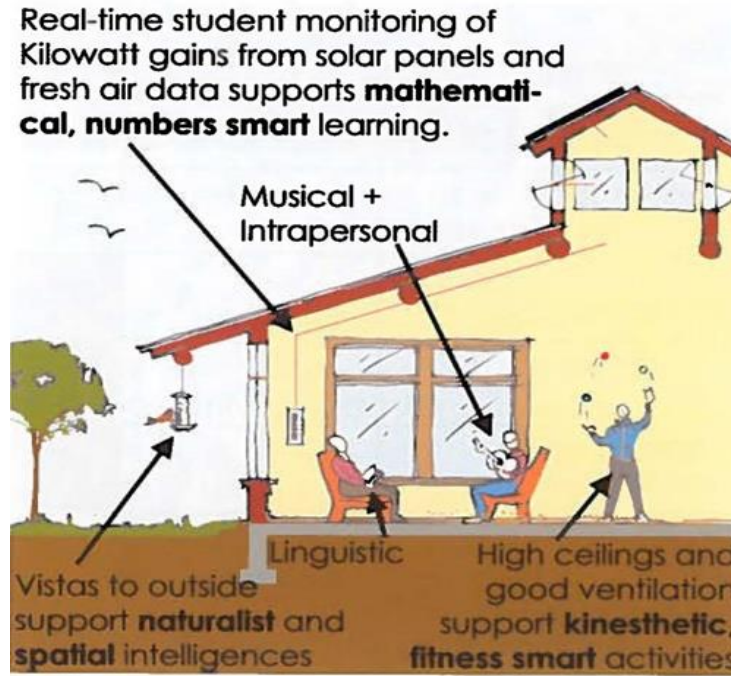 Real-time student monitoring of
Kilowatt gains from solar panels and
fresh air data supports mathemati-
cal, numbers smart learning.
Musical +
Intrapersonal
Linguistic
Vistas to outside
support naturalist and
spatial intelligences
High ceilings and
good ventilation
support kinesthetic,
fitness smart activities